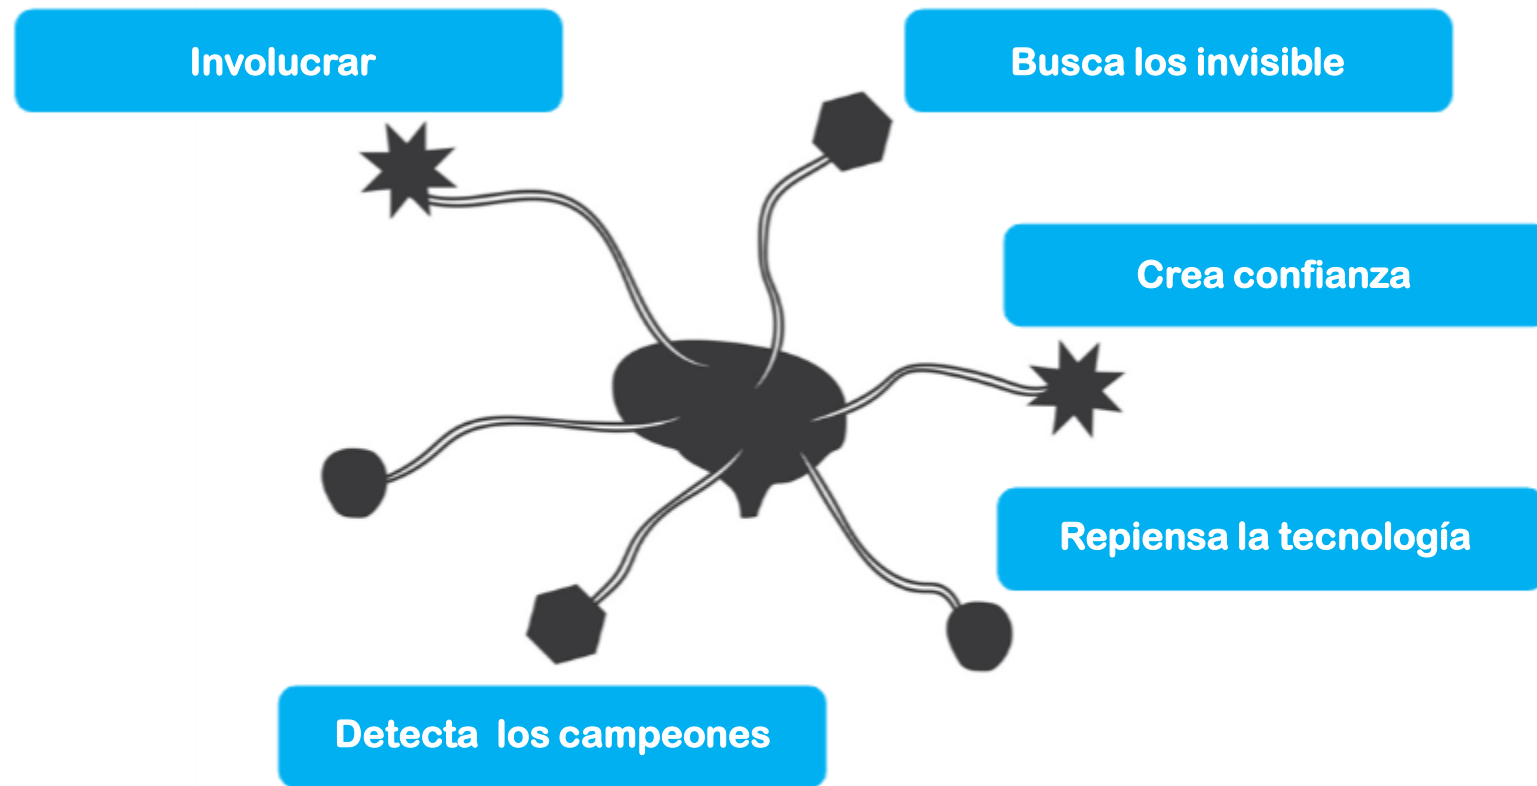 Involucrar
Busca los invisible
Crea confianza
Repiensa la tecnología
Detecta  los campeones